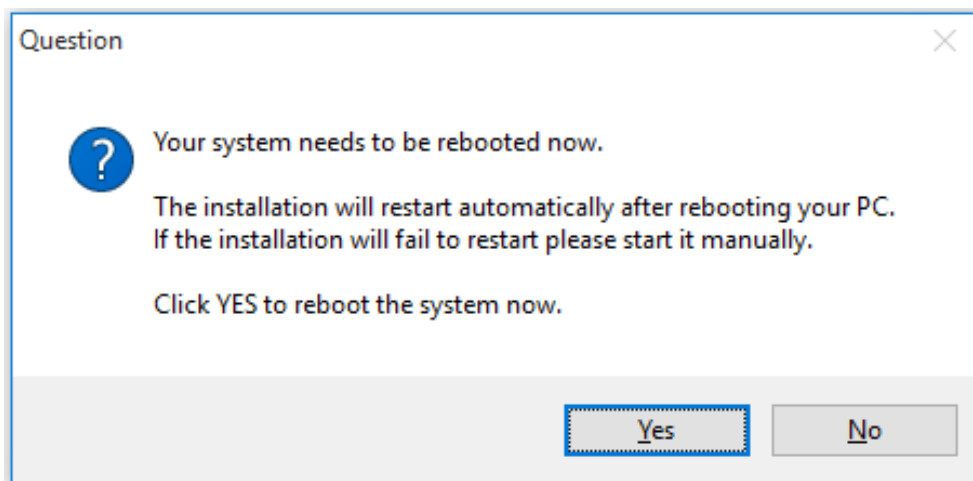 Question
Your system needs to be rebooted now.
The installation will restart automatically after rebooting your PC.
If the installation will fail to restart please start it manually.
Click YES to reboot the system now.
Yes
No